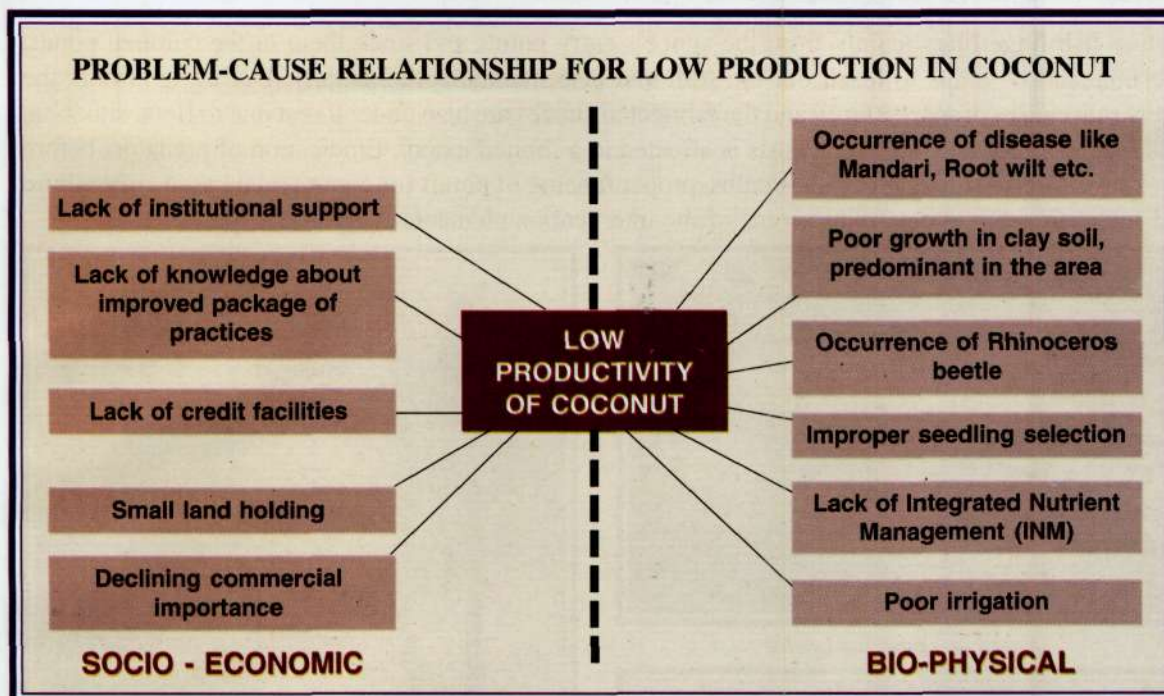 PROBLEM-CAUSE RELATIONSHIP FOR LOW PRODUCTION IN COCONUT
Lack of institutional support
Lack of knowledge about
improved package of
practices
Lack of credit facilities
Small land holding
Declining commercial
importance
SOCIO - ECONOMIC
LOW
PRODUCTIVITY
OF COCONUT
Occurrence of disease like
Mandari, Root wilt etc.
Poor growth in clay soil,
predominant in the area
Occurrence of Rhinoceros
beetle
Improper seedling selection
Lack of Integrated Nutrient
Management (INM)
Poor irrigation
BIO-PHYSICAL